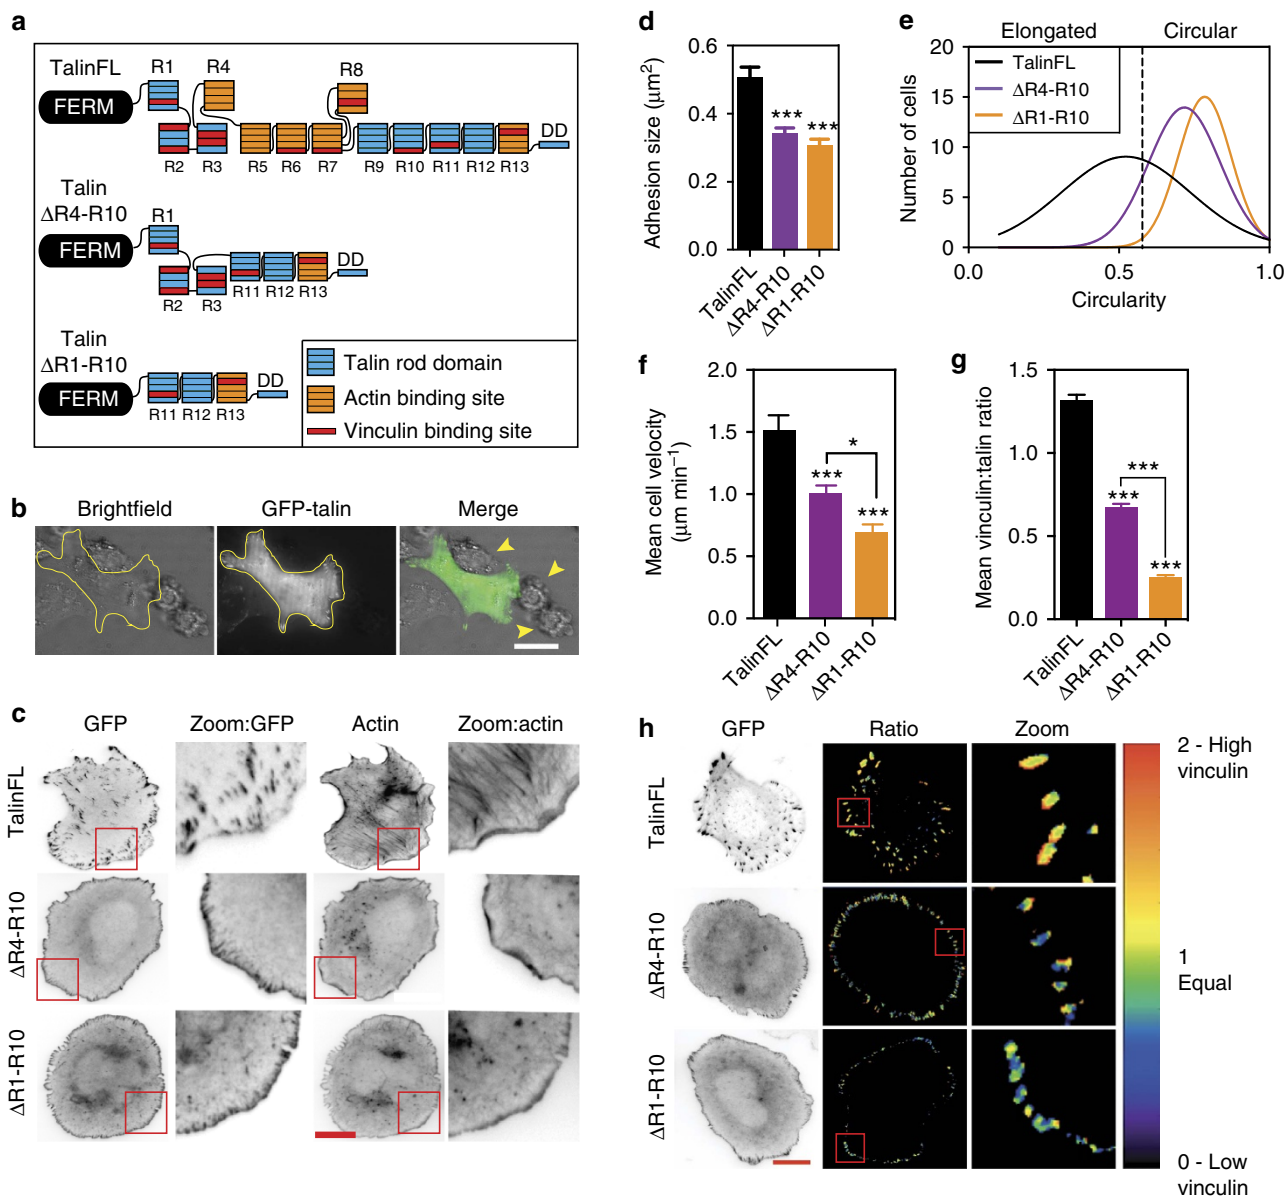 a
TalinFL
R1
R4
R8
FERM
DD
R2
R3
R5
R6
R7
R9
R10
R11
R12
R13
Talin
ΔR4-R10
R1
FERM
DD
R2
R3
R11
R12
R13
Talin
ΔR1-R10
FERM
DD
R11
R12
R13
Talin rod domain
Actin binding site
Vinculin binding site
b
Brightfield
GFP-talin
Merge
c
GFP
Zoom:GFP
Actin
Zoom:actin
TalinFL
ΔR4-R10
ΔR1-R10
d
Adhesion size (μm²)
0.6
0.4
0.2
0.0
***
***
TalinFL
ΔR4-R10
ΔR1-R10
e
Elongated
Circular
Number of cells
20
15
10
5
0
TalinFL
ΔR4-R10
ΔR1-R10
0.0
0.5
1.0
Circularity
f
Mean cell velocity
(μm min⁻¹)
2.0
1.5
1.0
0.5
0.0
***
*
***
TalinFL
ΔR4-R10
ΔR1-R10
g
Mean vinculin:talin ratio
1.5
1.0
0.5
0.0
***
***
***
TalinFL
ΔR4-R10
ΔR1-R10
h
GFP
Ratio
Zoom
TalinFL
ΔR4-R10
ΔR1-R10
2 - High
vinculin
1
Equal
0 - Low
vinculin